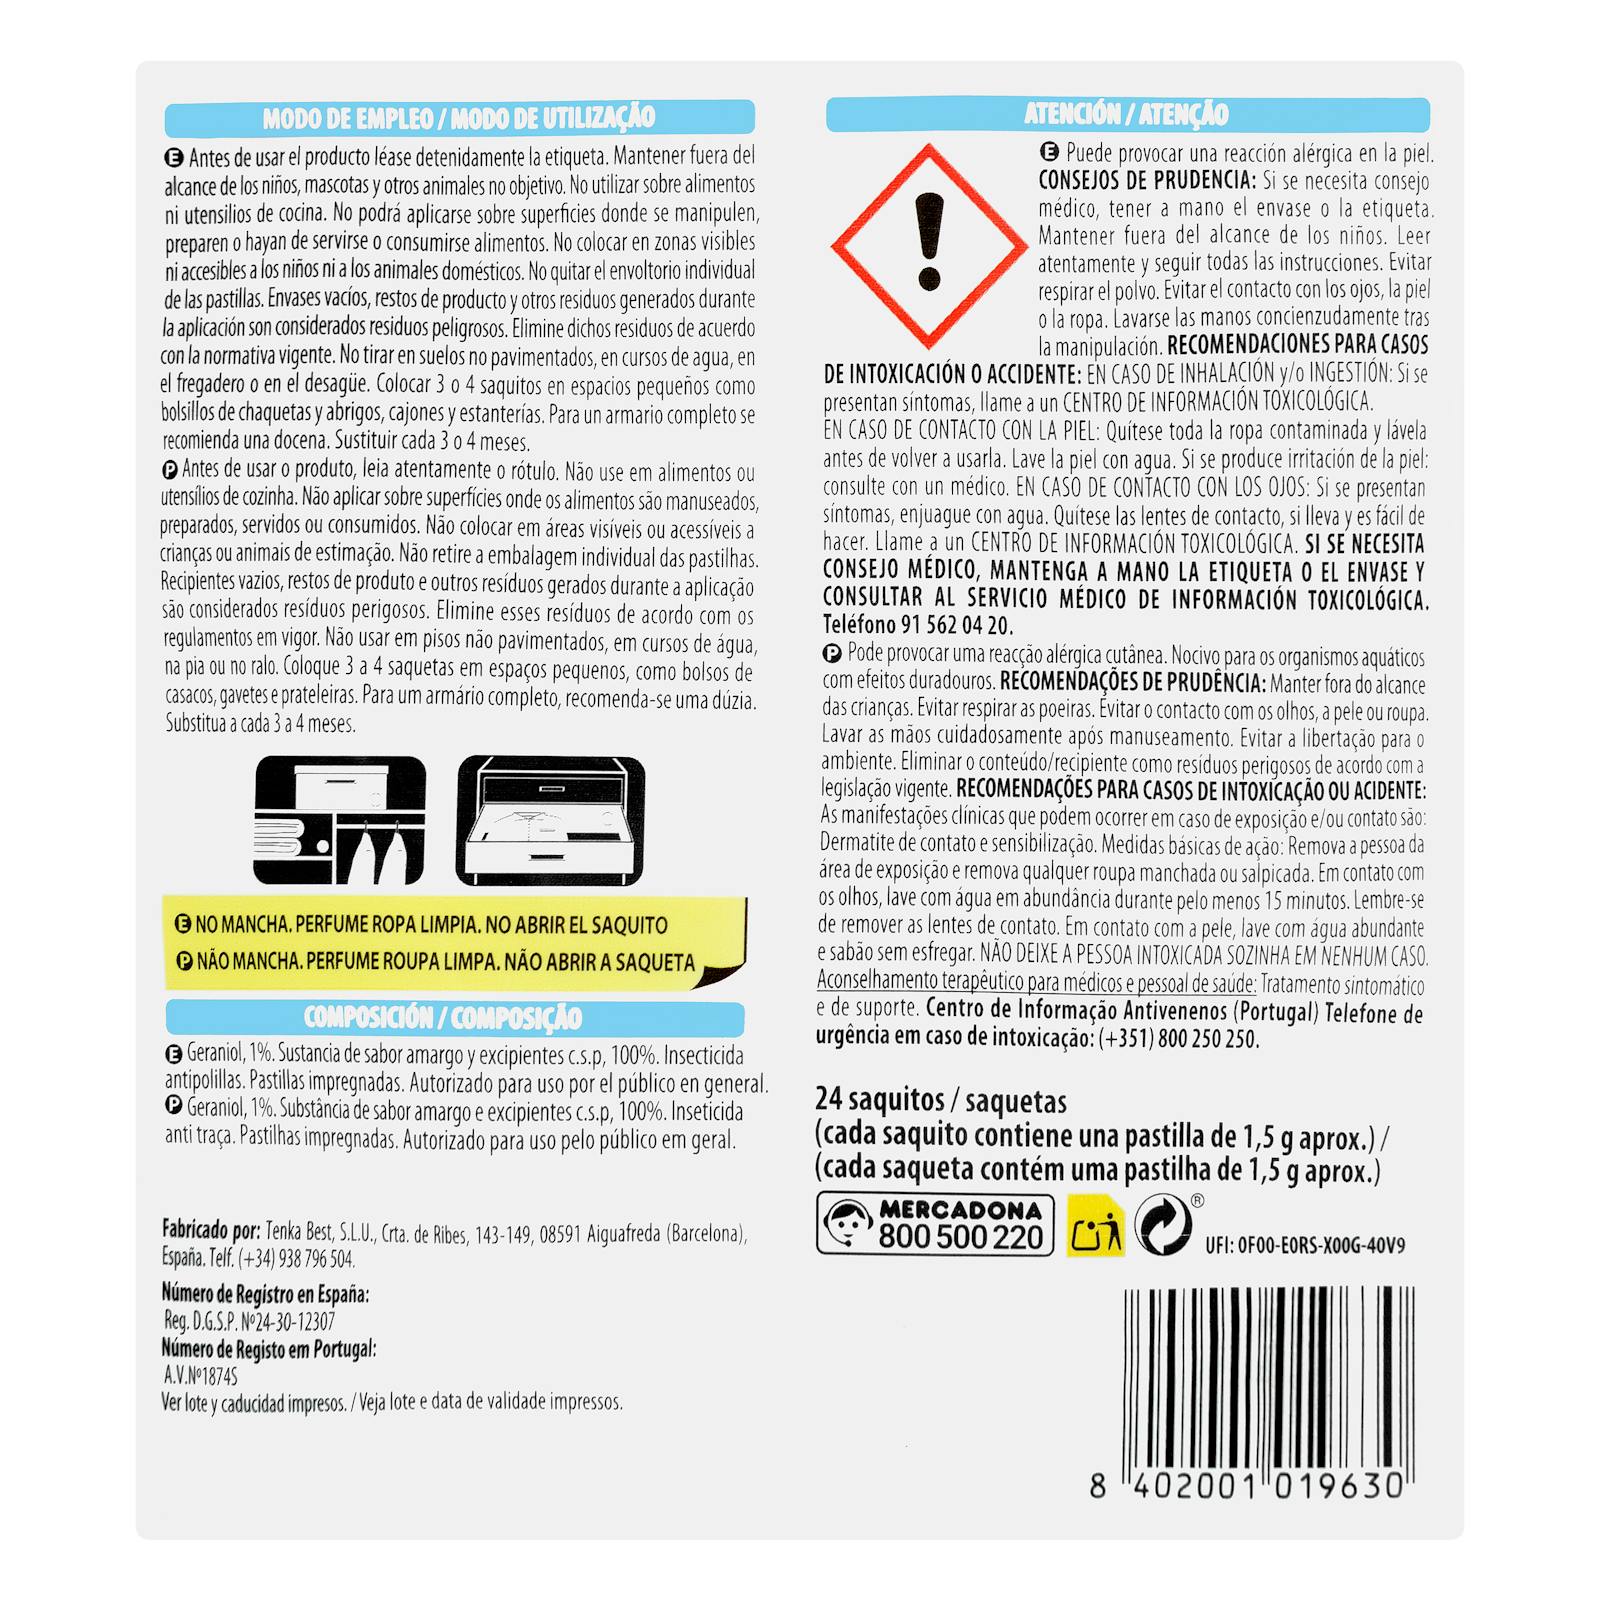 MODO DE EMPLEO / MODO DE UTILIZAÇÃO
E Antes de usar el producto léase detenidamente la etiqueta. Mantener fuera del
alcance de los niños, mascotas y otros animales no objetivo. No utilizar sobre alimentos
ni utensilios de cocina. No podrá aplicarse sobre superficies donde se manipulen,
preparen o hayan de servirse o consumirse alimentos. No colocar en zonas visibles
ni accesibles a los niños ni a los animales domésticos. No quitar el envoltorio individual
de las pastillas. Envases vacíos, restos de producto y otros residuos generados durante
la aplicación son considerados residuos peligrosos. Elimine dichos residuos de acuerdo
con la normativa vigente. No tirar en suelos no pavimentados, en cursos de agua, en
el fregadero o en el desagüe. Colocar 3 o 4 saquitos en espacios pequeños como
bolsillos de chaquetas y abrigos, cajones y estanterías. Para un armario completo se
recomienda una docena. Sustituir cada 3 o 4 meses.
P Antes de usar o produto, leia atentamente o rótulo. Não use em alimentos ou
utensílios de cozinha. Não aplicar sobre superfícies onde os alimentos são manuseados,
preparados, servidos ou consumidos. Não colocar em áreas visíveis ou acessíveis a
crianças ou animais de estimação. Não retire a embalagem individual das pastilhas.
Recipientes vazios, restos de produto e outros resíduos gerados durante a aplicação
são considerados resíduos perigosos. Elimine esses resíduos de acordo com os
regulamentos em vigor. Não usar em pisos não pavimentados, em cursos de água,
na pia ou no ralo. Coloque 3 a 4 saquetas em espaços pequenos, como bolsos de
casacos, gavetes e prateleiras. Para um armário completo, recomenda-se uma dúzia.
Substitua a cada 3 a 4 meses.
E NO MANCHA. PERFUME ROPA LIMPIA. NO ABRIR EL SAQUITO
P NÃO MANCHA. PERFUME ROUPA LIMPA. NÃO ABRIR A SAQUETA
COMPOSICIÓN / COMPOSIÇÃO
E Geraniol, 1%. Sustancia de sabor amargo y excipientes c.s.p, 100%. Insecticida
antipolillas. Pastillas impregnadas. Autorizado para uso por el público en general.
P Geraniol, 1%. Substância de sabor amargo e excipientes c.s.p, 100%. Inseticida
anti traça. Pastilhas impregnadas. Autorizado para uso pelo público em geral.
Fabricado por: Tenka Best, S.L.U., Crta. de Ribes, 143-149, 08591 Aiguafreda (Barcelona),
España. Telf. (+34) 938 796 504.
Número de Registro en España:
Reg. D.G.S.P. Nº24-30-12307
Número de Registo em Portugal:
A.V.Nº1874S
Ver lote y caducidad impresos. / Veja lote e data de validade impressos.
ATENCIÓN / ATENÇÃO
E Puede provocar una reacción alérgica en la piel.
CONSEJOS DE PRUDENCIA: Si se necesita consejo
médico, tener a mano el envase o la etiqueta.
Mantener fuera del alcance de los niños. Leer
atentamente y seguir todas las instrucciones. Evitar
respirar el polvo. Evitar el contacto con los ojos, la piel
o la ropa. Lavarse las manos concienzudamente tras
la manipulación. RECOMENDACIONES PARA CASOS
DE INTOXICACIÓN O ACCIDENTE: EN CASO DE INHALACIÓN y/o INGESTIÓN: Si se
presentan síntomas, llame a un CENTRO DE INFORMACIÓN TOXICOLÓGICA.
EN CASO DE CONTACTO CON LA PIEL: Quítese toda la ropa contaminada y lávela
antes de volver a usarla. Lave la piel con agua. Si se produce irritación de la piel:
consulte con un médico. EN CASO DE CONTACTO CON LOS OJOS: Si se presentan
síntomas, enjuague con agua. Quítese las lentes de contacto, si lleva y es fácil de
hacer. Llame a un CENTRO DE INFORMACIÓN TOXICOLÓGICA. SI SE NECESITA
CONSEJO MÉDICO, MANTENGA A MANO LA ETIQUETA O EL ENVASE Y
CONSULTAR AL SERVICIO MÉDICO DE INFORMACIÓN TOXICOLÓGICA.
Teléfono 91 562 04 20.
P Pode provocar uma reacção alérgica cutânea. Nocivo para os organismos aquáticos
com efeitos duradouros. RECOMENDAÇÕES DE PRUDÊNCIA: Manter fora do alcance
das crianças. Evitar respirar as poeiras. Evitar o contacto com os olhos, a pele ou roupa.
Lavar as mãos cuidadosamente após manuseamento. Evitar a libertação para o
ambiente. Eliminar o conteúdo/recipiente como resíduos perigosos de acordo com a
legislação vigente. RECOMENDAÇÕES PARA CASOS DE INTOXICAÇÃO OU ACIDENTE:
As manifestações clínicas que podem ocorrer em caso de exposição e/ou contato são:
Dermatite de contato e sensibilização. Medidas básicas de ação: Remova a pessoa da
área de exposição e remova qualquer roupa manchada ou salpicada. Em contato com
os olhos, lave com água em abundância durante pelo menos 15 minutos. Lembre-se
de remover as lentes de contato. Em contato com a pele, lave com água abundante
e sabão sem esfregar. NÃO DEIXE A PESSOA INTOXICADA SOZINHA EM NENHUM CASO.
Aconselhamento terapêutico para médicos e pessoal de saúde: Tratamento sintomático
e de suporte. Centro de Informação Antivenenos (Portugal) Telefone de
urgência em caso de intoxicação: (+351) 800 250 250.
24 saquitos / saquetas
(cada saquito contiene una pastilla de 1,5 g aprox.) /
(cada saqueta contém uma pastilha de 1,5 g aprox.)
MERCADONA
800 500 220
®
UFI: 0F00-E0RS-X00G-40V9
8 402001 019630